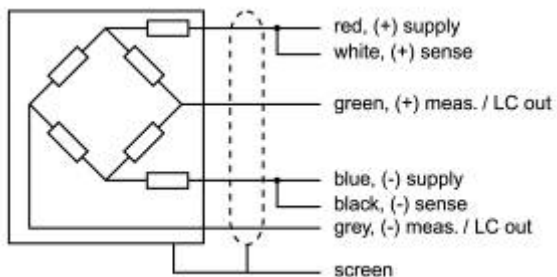 red, (+) supply
white, (+) sense
green, (+) meas. / LC out
blue, (-) supply
black, (-) sense
grey, (-) meas. / LC out
screen